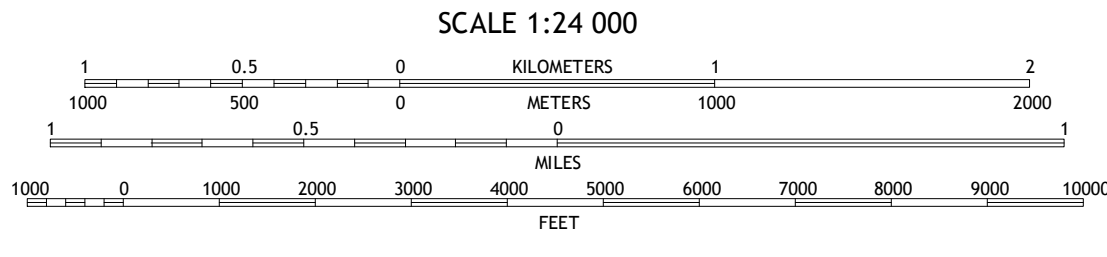 SCALE 1:24 000
1 0.5 0 KILOMETERS 1 2
1000 500 0 METERS 1000 2000
1 0.5 0 1
MILES
1000 0 1000 2000 3000 4000 5000 6000 7000 8000 9000 10000
FEET